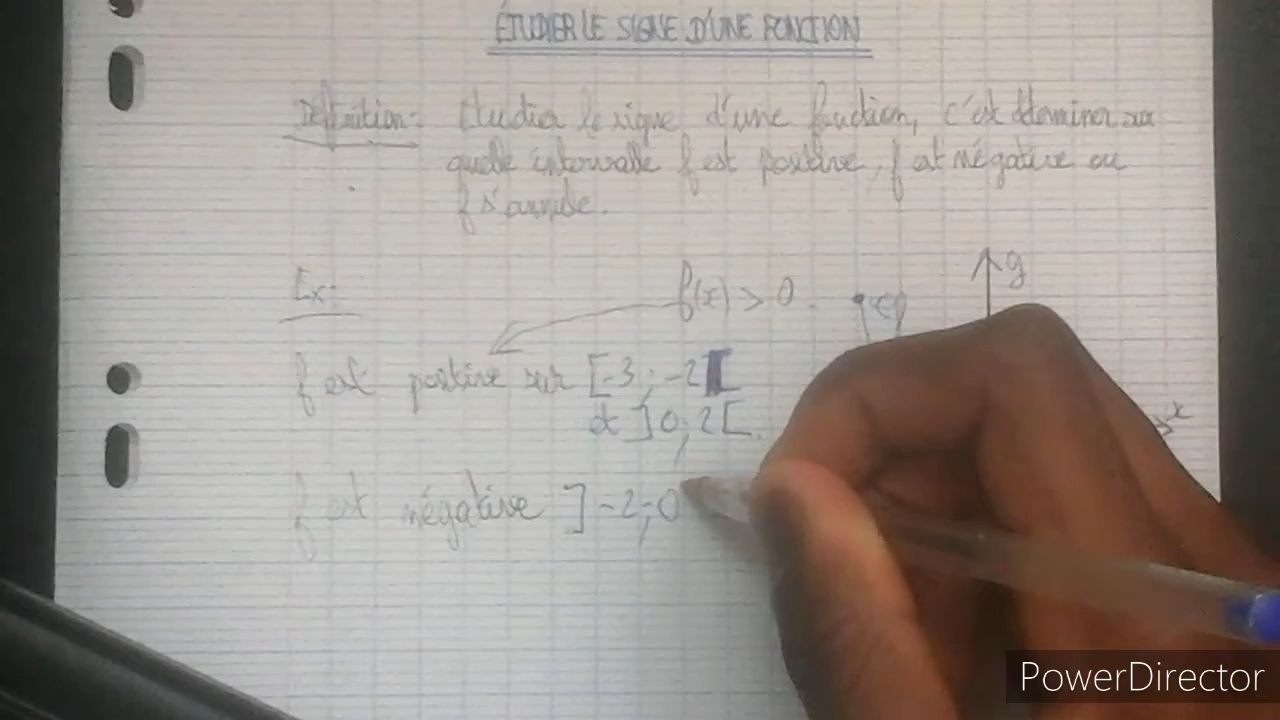 ÉTUDIER LE SIGNE D'UNE FONCTION
Définition: Etudier le signe d'une fonction, c'est déterminer sur
quelle intervalle f est positive, f est négative ou
f s'annule.
Ex:
f(x) > 0
y
f est positive sur [-3; -2[
et ]0; 2[.
x
f est négative ]-2; 0
PowerDirector